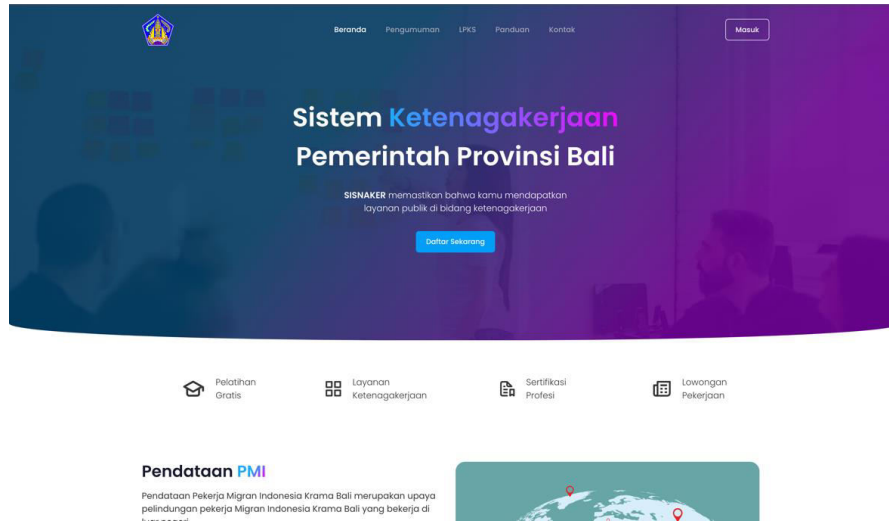 Beranda Pengumuman LPKS Panduan Kontak Masuk
Sistem Ketenagakerjaan
Pemerintah Provinsi Bali
SISNAKER memastikan bahwa kamu mendapatkan
layanan publik di bidang ketenagakerjaan
Daftar Sekarang
Pelatihan
Gratis
Layanan
Ketenagakerjaan
Sertifikasi
Profesi
Lowongan
Pekerjaan
Pendataan PMI
Pendataan Pekerja Migran Indonesia Krama Bali merupakan upaya
pelindungan pekerja Migran Indonesia Krama Bali yang bekerja di